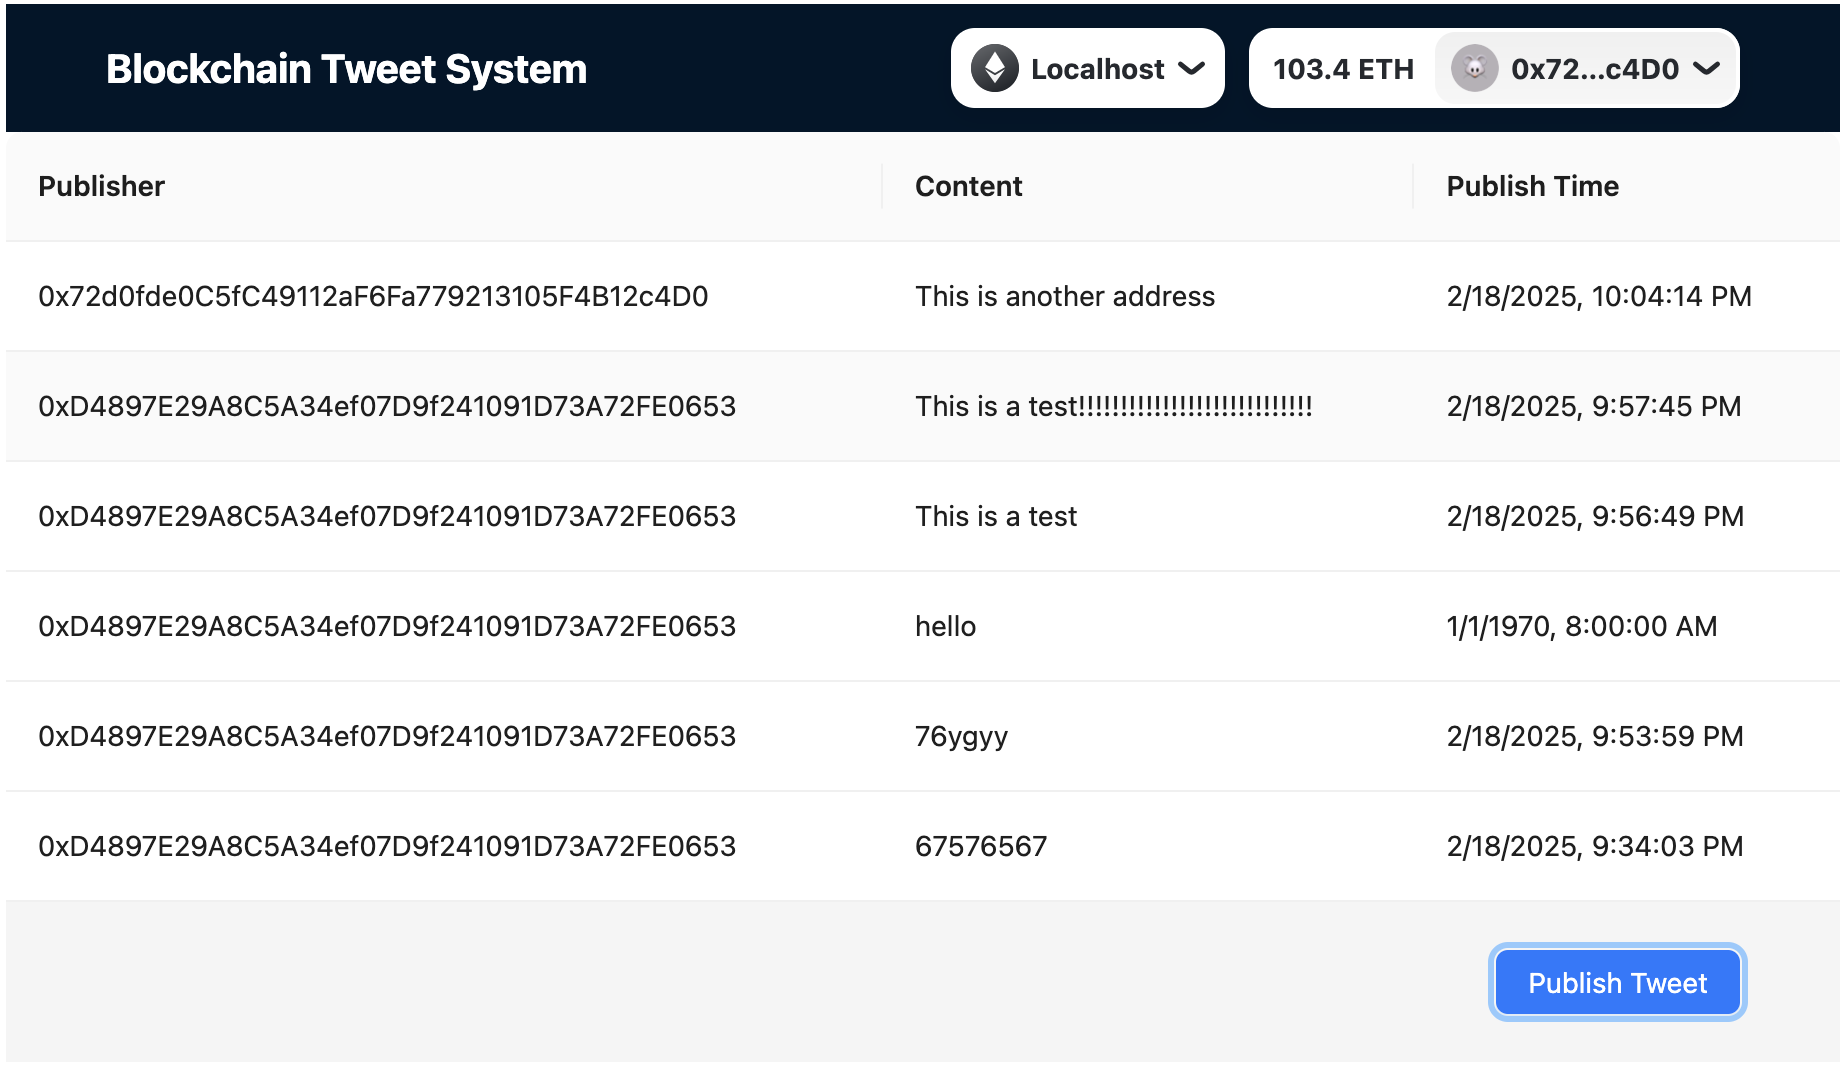 Blockchain Tweet System
Localhost
103.4 ETH
0x72...c4D0
Publisher Content Publish Time
0x72d0fde0C5fC49112aF6Fa779213105F4B12c4D0 This is another address 2/18/2025, 10:04:14 PM
0xD4897E29A8C5A34ef07D9f241091D73A72FE0653 This is a test!!!!!!!!!!!!!!!!!!!!!!!!!!!! 2/18/2025, 9:57:45 PM
0xD4897E29A8C5A34ef07D9f241091D73A72FE0653 This is a test 2/18/2025, 9:56:49 PM
0xD4897E29A8C5A34ef07D9f241091D73A72FE0653 hello 1/1/1970, 8:00:00 AM
0xD4897E29A8C5A34ef07D9f241091D73A72FE0653 76ygyy 2/18/2025, 9:53:59 PM
0xD4897E29A8C5A34ef07D9f241091D73A72FE0653 67576567 2/18/2025, 9:34:03 PM
Publish Tweet